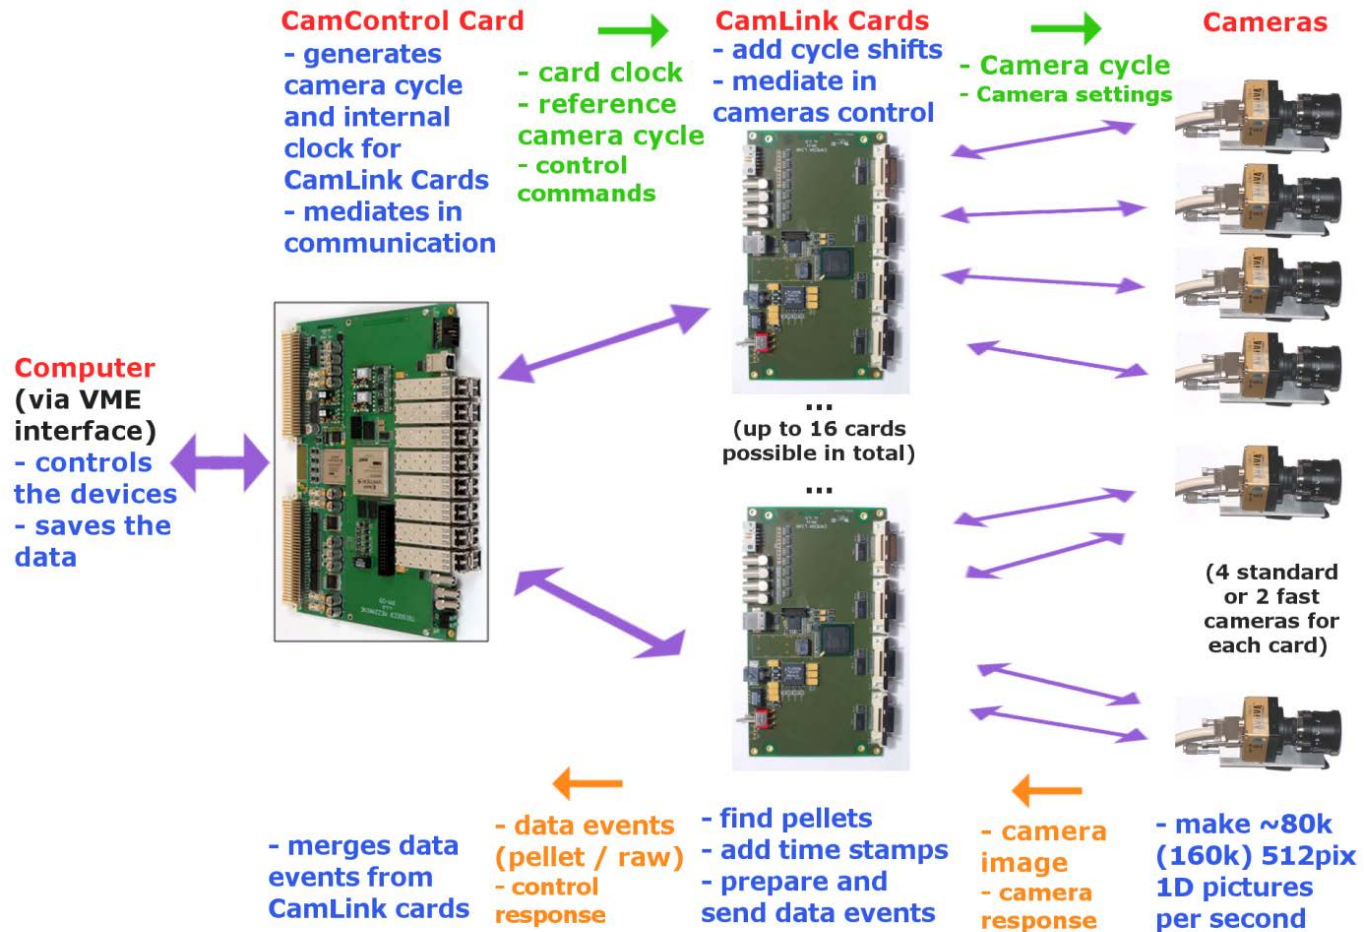 CamControl Card
- generates
camera cycle
and internal
clock for
CamLink Cards
- mediates in
communication
- card clock
- reference
camera cycle
- control
commands
CamLink Cards
- add cycle shifts
- mediate in
cameras control
- Camera cycle
- Camera settings
Cameras
Computer
(via VME
interface)
- controls
the devices
- saves the
data
...
(up to 16 cards
possible in total)
...
(4 standard
or 2 fast
cameras for
each card)
- merges data
events from
CamLink cards
- data events
(pellet / raw)
- control
response
- find pellets
- add time stamps
- prepare and
send data events
- camera
image
- camera
response
- make ~80k
(160k) 512pix
1D pictures
per second